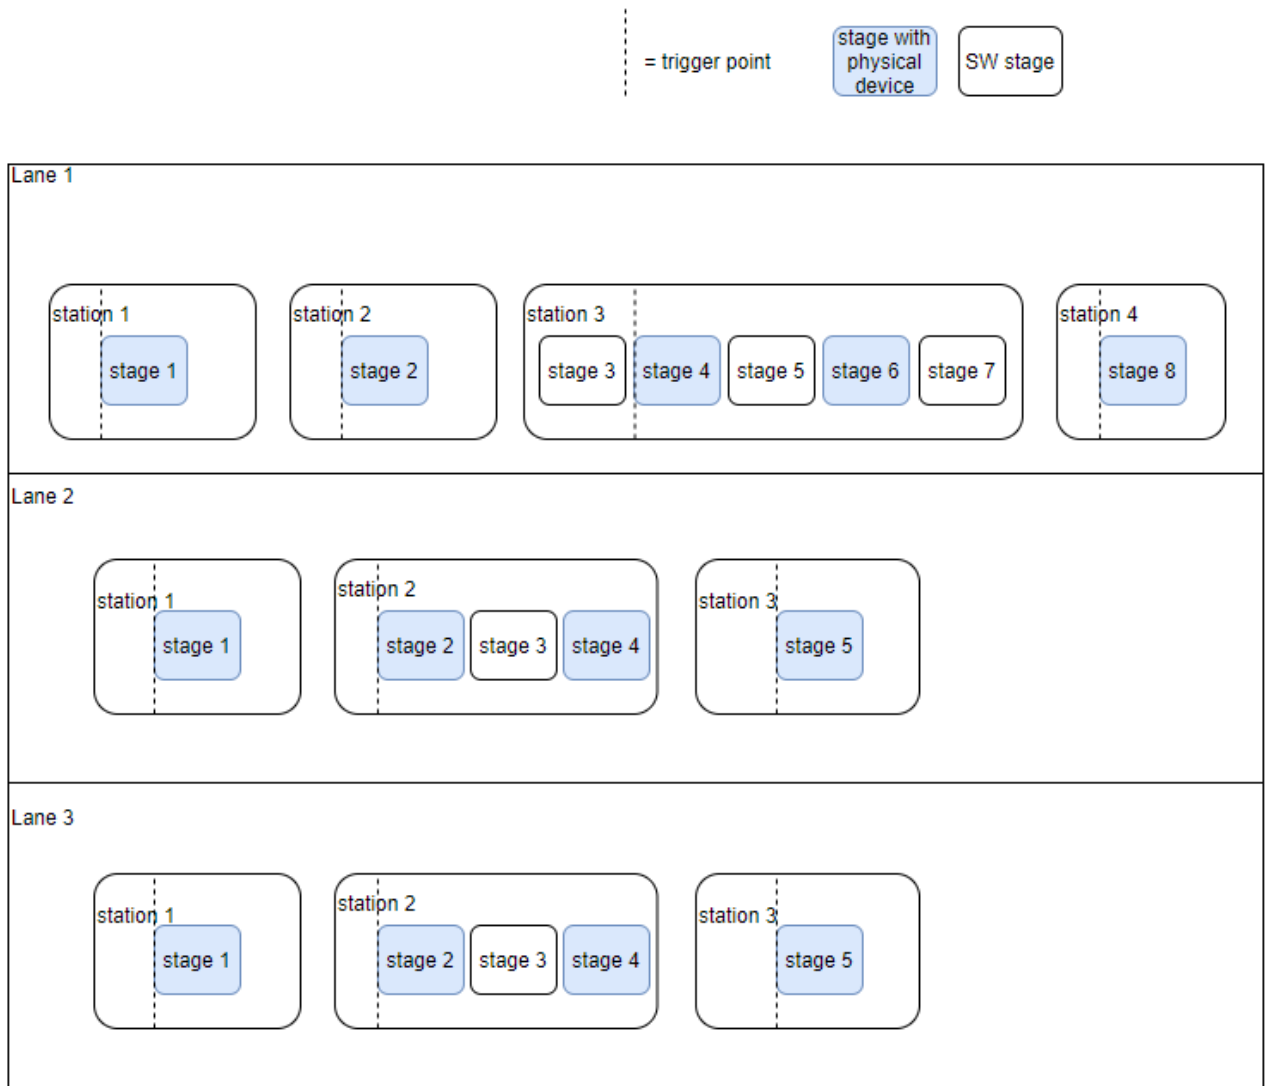 = trigger point
stage with
physical
device
SW stage
Lane 1
station 1
stage 1
station 2
stage 2
station 3
stage 3
stage 4
stage 5
stage 6
stage 7
station 4
stage 8
Lane 2
station 1
stage 1
station 2
stage 2
stage 3
stage 4
station 3
stage 5
Lane 3
station 1
stage 1
station 2
stage 2
stage 3
stage 4
station 3
stage 5